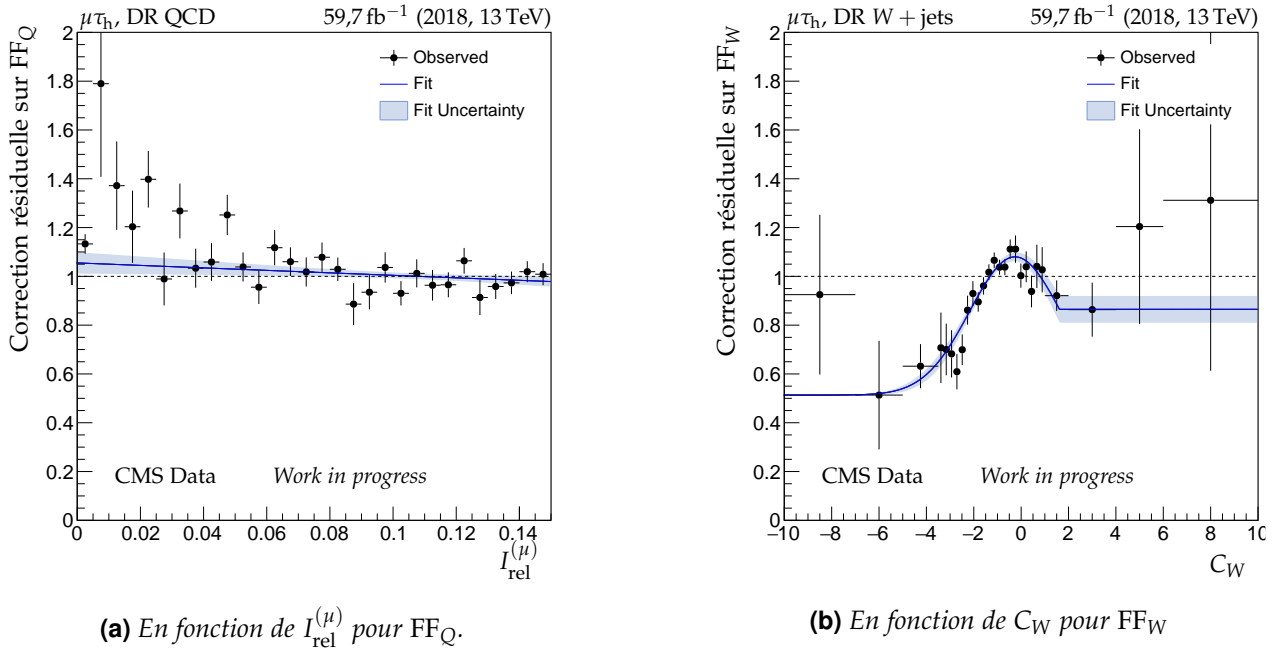 μτh, DR QCD 59,7 fb−1 (2018, 13 TeV)
Correction résiduelle sur FFQ
2
1.8
1.6
1.4
1.2
1
0.8
0.6
0.4
0.2
0
Observed
Fit
Fit Uncertainty
CMS Data Work in progress
0 0.02 0.04 0.06 0.08 0.1 0.12 0.14
I(μ)rel
(a) En fonction de I(μ)rel pour FFQ.
μτh, DR W + jets 59,7 fb−1 (2018, 13 TeV)
Correction résiduelle sur FFW
2
1.8
1.6
1.4
1.2
1
0.8
0.6
0.4
0.2
0
Observed
Fit
Fit Uncertainty
CMS Data Work in progress
−10 −8 −6 −4 −2 0 2 4 6 8 10
CW
(b) En fonction de CW pour FFW